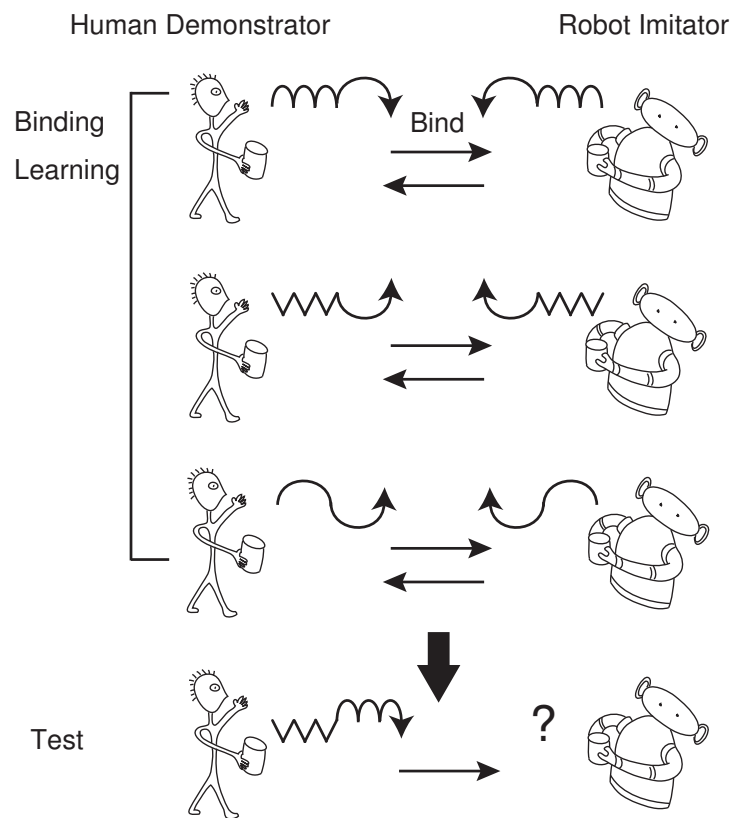 Human Demonstrator
Robot Imitator
Binding
Learning
Bind
Test
?